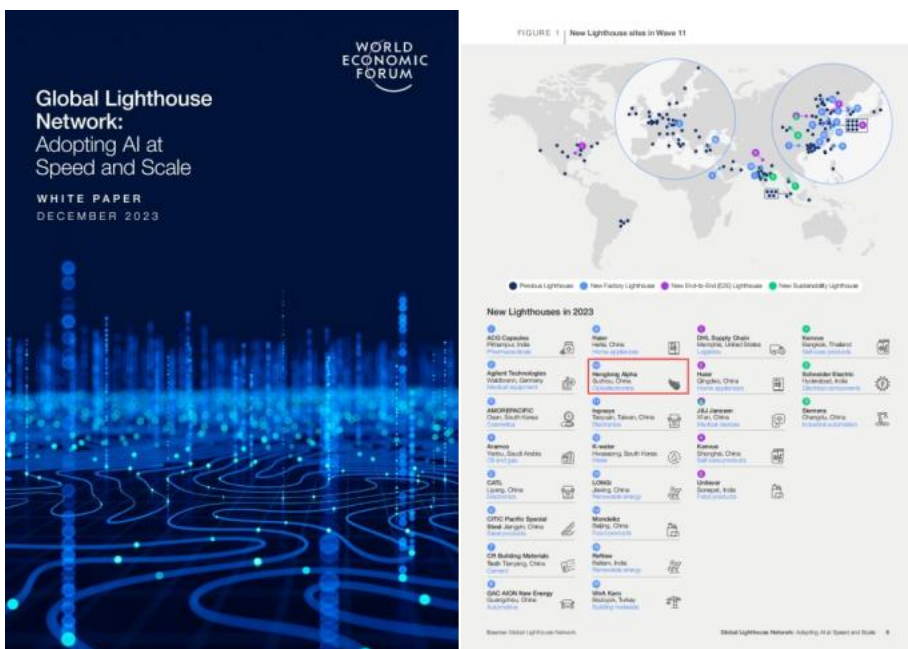 WORLD
ECONOMIC
FORUM
Global Lighthouse
Network:
Adopting AI at
Speed and Scale
WHITE PAPER
DECEMBER 2023
FIGURE 1 New Lighthouse sites in Wave 11
Previous Lighthouse New Factory Lighthouse New End-to-End (E2E) Lighthouse New Sustainability Lighthouse
New Lighthouses in 2023
ACG Capsules
Pithampur, India
Pharmaceuticals
Agilent Technologies
Waldbronn, Germany
Medical equipment
AMOREPACIFIC
Osan, South Korea
Cosmetics
Aramco
Yanbu, Saudi Arabia
Oil and gas
CATL
Liyang, China
Electronics
CITIC Pacific Special
Steel Jiangyin, China
Steel products
CR Building Materials
Tech Tianyang, China
Cement
GAC AION New Energy
Guangzhou, China
Automotive
Haier
Hefei, China
Home appliances
Hengtong Alpha
Suzhou, China
Optoelectronics
Ingrasys
Taoyuan, Taiwan, China
Electronics
K-water
Hwaseong, South Korea
Water
LONGi
Jiaxing, China
Renewable energy
Mondelēz
Beijing, China
Food products
ReNew
Ratlam, India
Renewable energy
Bozuyuk, Turkey
Building materials
DHL Supply Chain
Memphis, United States
Logistics
Haier
Qingdao, China
Home appliances
J&J Janssen
Xi'an, China
Medical devices
Kenvue
Shanghai, China
Self-care products
Unilever
Sonepat, India
Food products
Kenvue
Bangkok, Thailand
Self-care products
Schneider Electric
Hyderabad, India
Electrical components
Siemens
Chengdu, China
Industrial automation
Source: Global Lighthouse Network
Global Lighthouse Network: Adopting AI at Speed and Scale 6